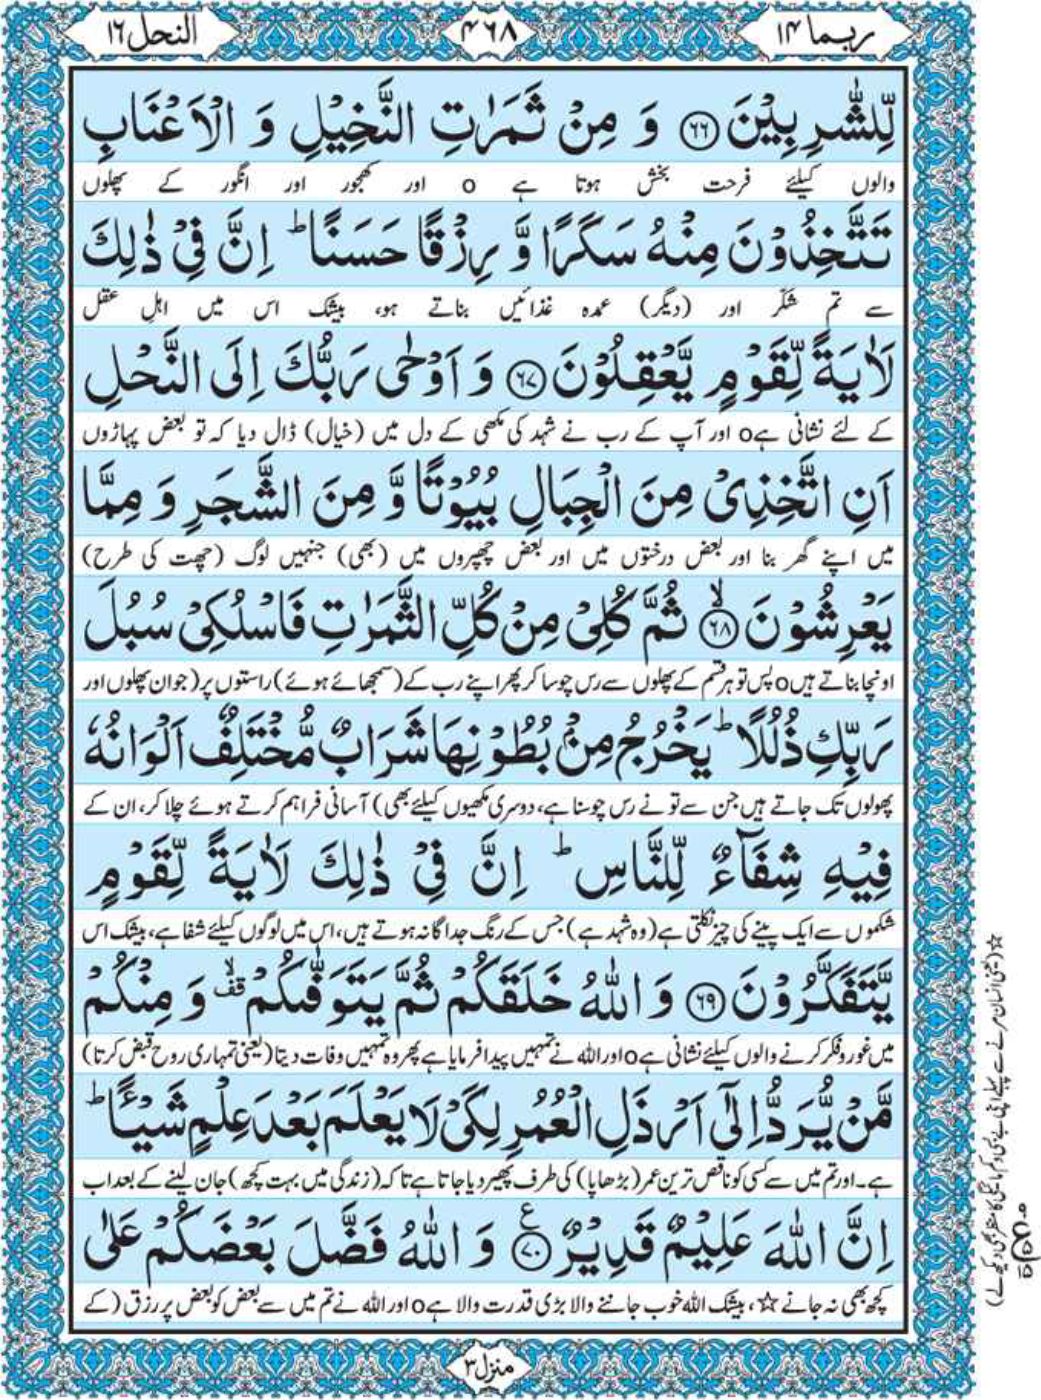 ربما ۱۴
۴۶۸
النحل ۱۶
لِّلشّٰرِبِيْنَ ﴿۶۶﴾ وَ مِنْ ثَمَرٰتِ النَّخِيْلِ وَ الْاَعْنَابِ
والوں کیلئے فرحت بخش ہوتا ہے o اور کھجور اور انگور کے پھلوں
تَتَّخِذُوْنَ مِنْهُ سَكَرًا وَّ رِزْقًا حَسَنًا ؕ اِنَّ فِيْ ذٰلِكَ
سے تم شکّر اور (دیگر) عمدہ غذائیں بناتے ہو، بیشک اس میں اہلِ عقل
لَاٰيَةً لِّقَوْمٍ يَّعْقِلُوْنَ ﴿۶۷﴾ وَ اَوْحٰى رَبُّكَ اِلَى النَّحْلِ
کے لئے نشانی ہے o اور آپ کے رب نے شہد کی مکھی کے دل میں (خیال) ڈال دیا کہ تو بعض پہاڑوں
اَنِ اتَّخِذِيْ مِنَ الْجِبَالِ بُيُوْتًا وَّ مِنَ الشَّجَرِ وَ مِمَّا
میں اپنے گھر بنا اور بعض درختوں میں اور بعض چھپروں میں (بھی) جنہیں لوگ (چھت کی طرح)
يَعْرِشُوْنَ ﴿ۙ۶۸﴾ ثُمَّ كُلِيْ مِنْ كُلِّ الثَّمَرٰتِ فَاسْلُكِيْ سُبُلَ
اونچا بناتے ہیں o پس تو ہر قسم کے پھلوں سے رس چوسا کر پھر اپنے رب کے (سمجھائے ہوئے) راستوں پر (جو ان پھلوں اور
رَبِّكِ ذُلُلًا ؕ يَخْرُجُ مِنْۢ بُطُوْنِهَا شَرَابٌ مُّخْتَلِفٌ اَلْوَانُهٗ
پھولوں تک جاتے ہیں جن سے تو نے رس چوسنا ہے، دوسری مکھیوں کیلئے بھی) آسانی فراہم کرتے ہوئے چلا کر، ان کے
فِيْهِ شِفَآءٌ لِّلنَّاسِ ؕ اِنَّ فِيْ ذٰلِكَ لَاٰيَةً لِّقَوْمٍ
شکموں سے ایک پینے کی چیز نکلتی ہے (وہ شہد ہے) جس کے رنگ جداگانہ ہوتے ہیں، اس میں لوگوں کیلئے شفا ہے، بیشک اس
يَّتَفَكَّرُوْنَ ﴿۶۹﴾ وَ اللّٰهُ خَلَقَكُمْ ثُمَّ يَتَوَفّٰىكُمْ ۙ۫ وَ مِنْكُمْ
میں غور و فکر کرنے والوں کیلئے نشانی ہے o اور اللہ نے تمہیں پیدا فرمایا ہے پھر وہ تمہیں وفات دیتا (یعنی تمہاری روح قبض کرتا)
مَّنْ يُّرَدُّ اِلٰٓى اَرْذَلِ الْعُمُرِ لِكَيْ لَا يَعْلَمَ بَعْدَ عِلْمٍ شَيْـًٔا ؕ
ہے۔ اور تم میں سے کسی کو ناقص ترین عمر (بڑھاپا) کی طرف پھیر دیا جاتا ہے تاکہ (زندگی میں بہت کچھ) جان لینے کے بعد اب
اِنَّ اللّٰهَ عَلِيْمٌ قَدِيْرٌ ﴿۷۰﴾ ع وَ اللّٰهُ فَضَّلَ بَعْضَكُمْ عَلٰى
کچھ بھی نہ جانے ☆، بیشک اللہ خوب جاننے والا بڑی قدرت والا ہے o اور اللہ نے تم میں سے بعض کو بعض پر رزق (کے
منزل ۳
☆ (یعنی انسان مرنے سے پہلے اپنی بے بسی و کم مائیگی کا منظر بھی دیکھ لے)